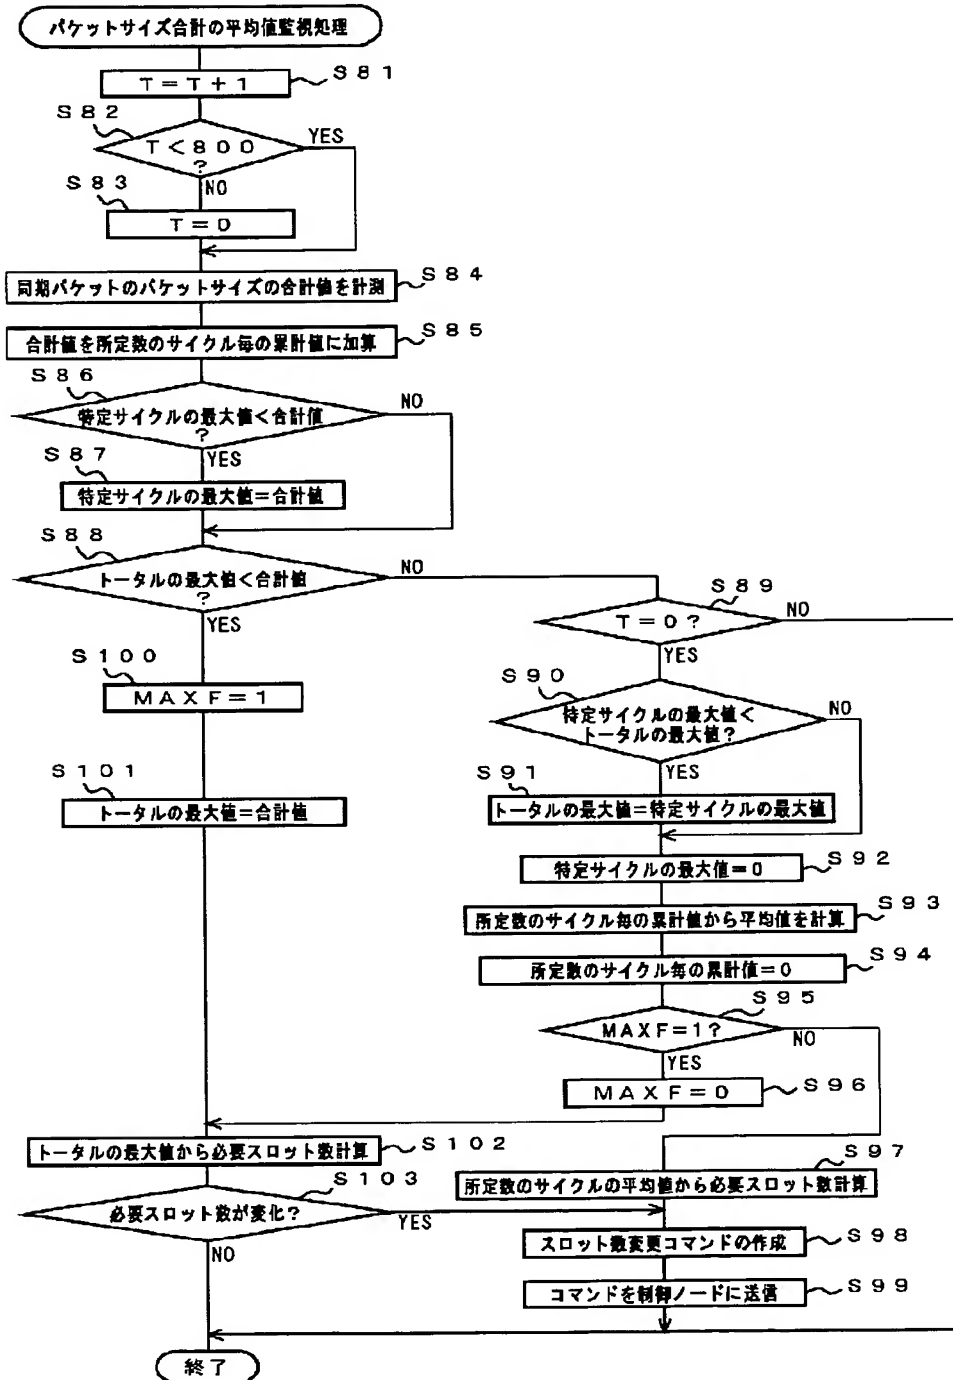 パケットサイズ合計の平均値監視処理
S81
T=T+1
S82
T<800
?
YES
NO
S83
T=0
同期パケットのパケットサイズの合計値を計測
S84
合計値を所定数のサイクル毎の累計値に加算
S85
S86
特定サイクルの最大値<合計値
?
NO
YES
S87
特定サイクルの最大値=合計値
S88
トータルの最大値<合計値
?
NO
YES
S89
T=0?
NO
YES
S100
MAXF=1
S90
特定サイクルの最大値<
トータルの最大値?
NO
YES
S101
トータルの最大値=合計値
S91
トータルの最大値=特定サイクルの最大値
特定サイクルの最大値=0
S92
所定数のサイクル毎の累計値から平均値を計算
S93
所定数のサイクル毎の累計値=0
S94
S95
MAXF=1?
NO
YES
MAXF=0
S96
トータルの最大値から必要スロット数計算
S102
S97
所定数のサイクルの平均値から必要スロット数計算
S103
必要スロット数が変化?
YES
NO
スロット数変更コマンドの作成
S98
コマンドを制御ノードに送信
S99
終了